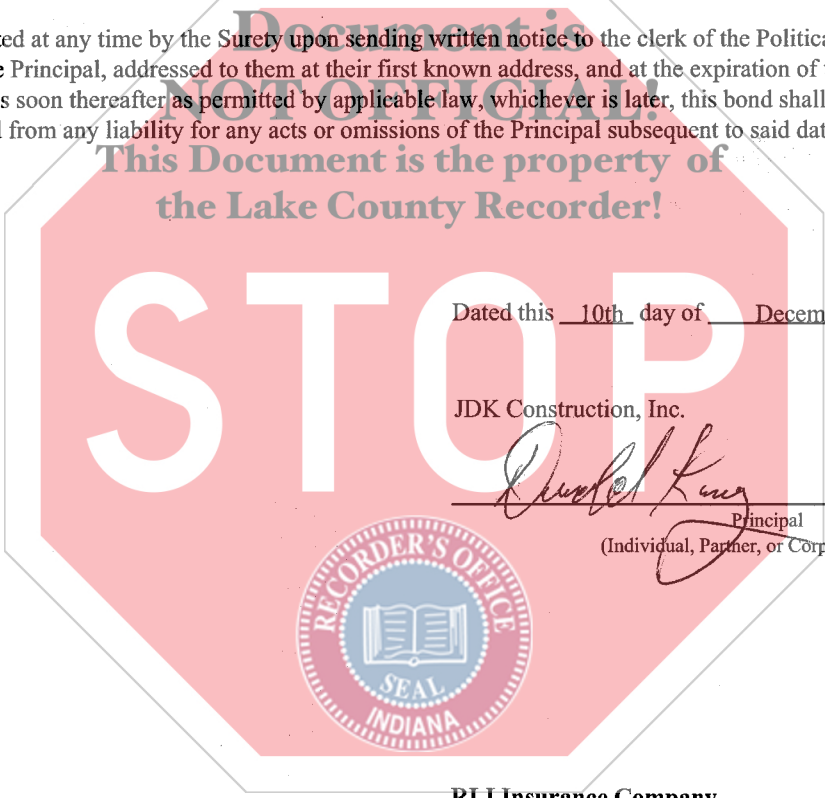 Document is
ted at any time by the Surety upon sending written notice to the clerk of the Politica
e Principal, addressed to them at their first known address, and at the expiration of
s soon thereafter as permitted by applicable law, whichever is later, this bond shall
NOT OFFICIAL!
l from any liability for any acts or omissions of the Principal subsequent to said dat
This Document is the property of
the Lake County Recorder!
STOP
Dated this 10th day of Decem
JDK Construction, Inc.
Donald King
Principal
(Individual, Partner, or Corp
RECORDER'S OFFICE
SEAL
INDIANA
RLI Insurance Company